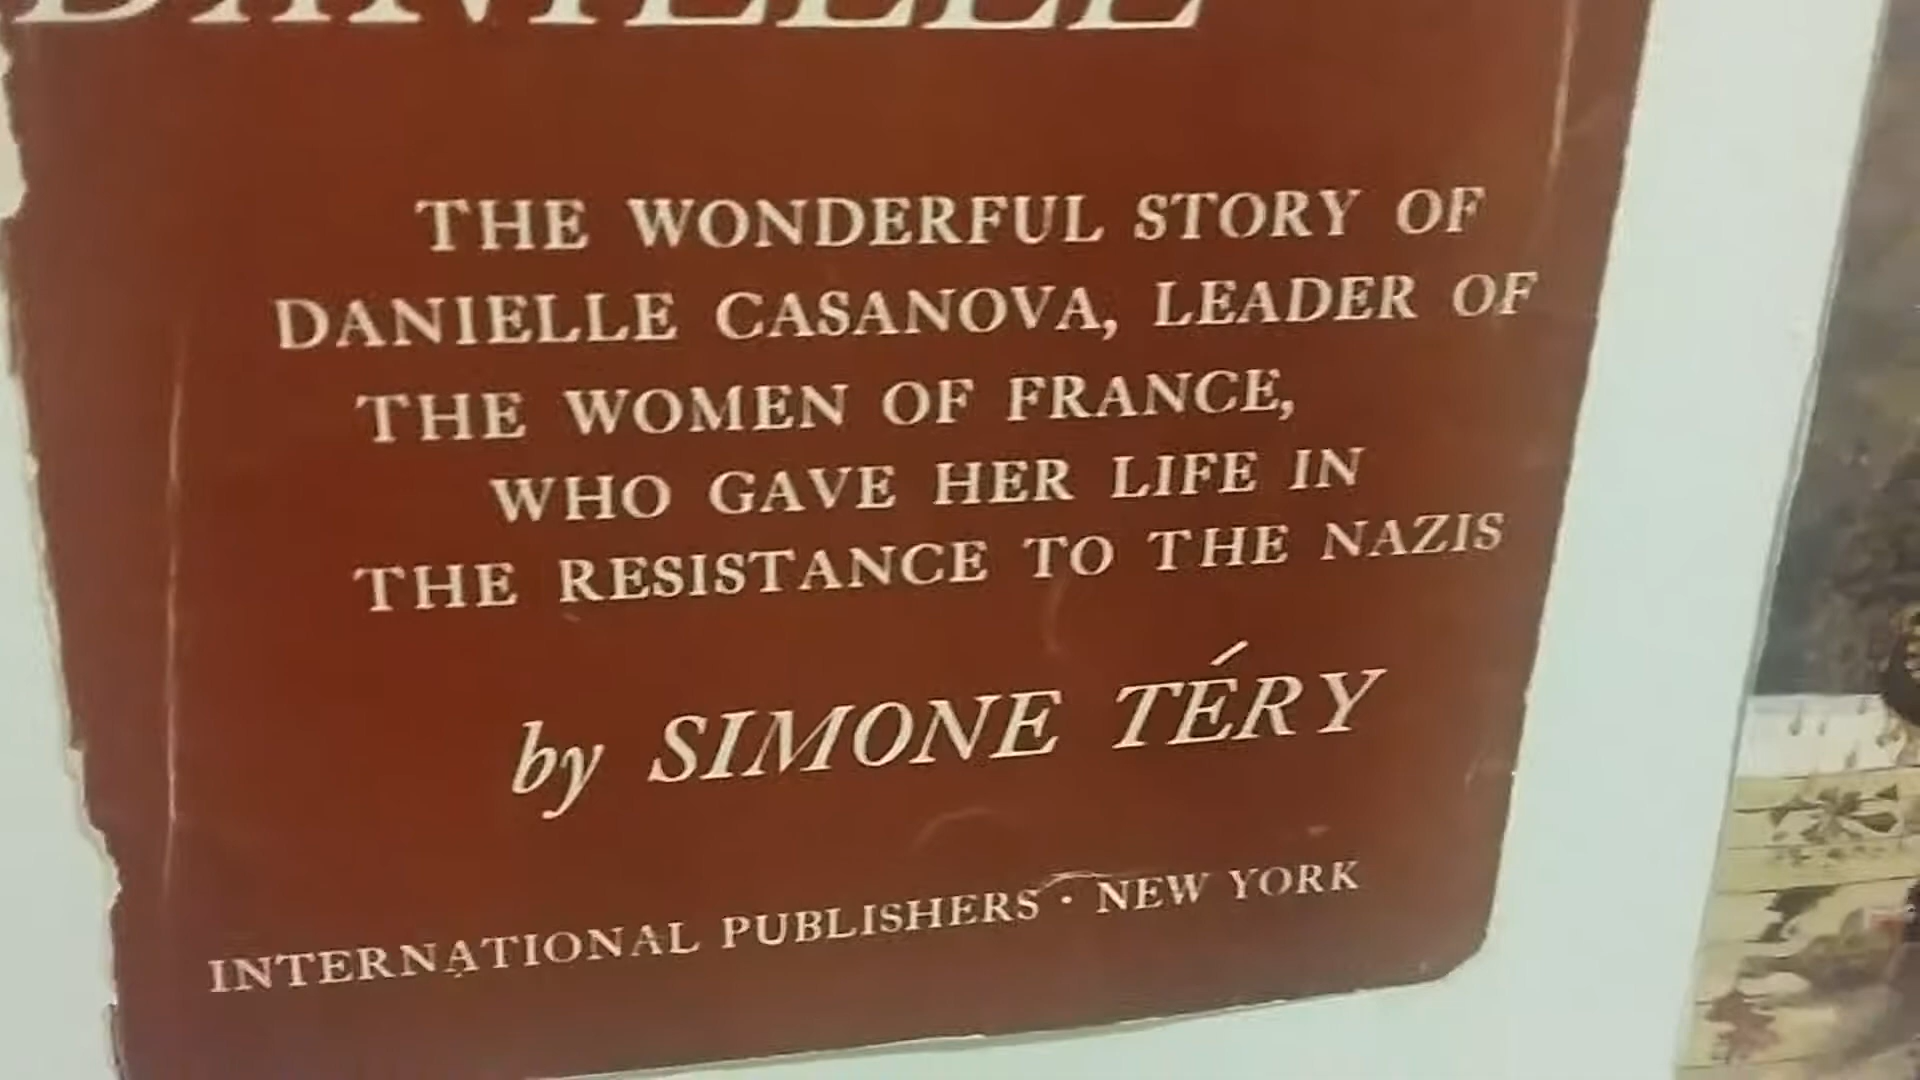 DANIELLE
THE WONDERFUL STORY OF
DANIELLE CASANOVA, LEADER OF
THE WOMEN OF FRANCE,
WHO GAVE HER LIFE IN
THE RESISTANCE TO THE NAZIS
by SIMONE TÉRY
INTERNATIONAL PUBLISHERS · NEW YORK